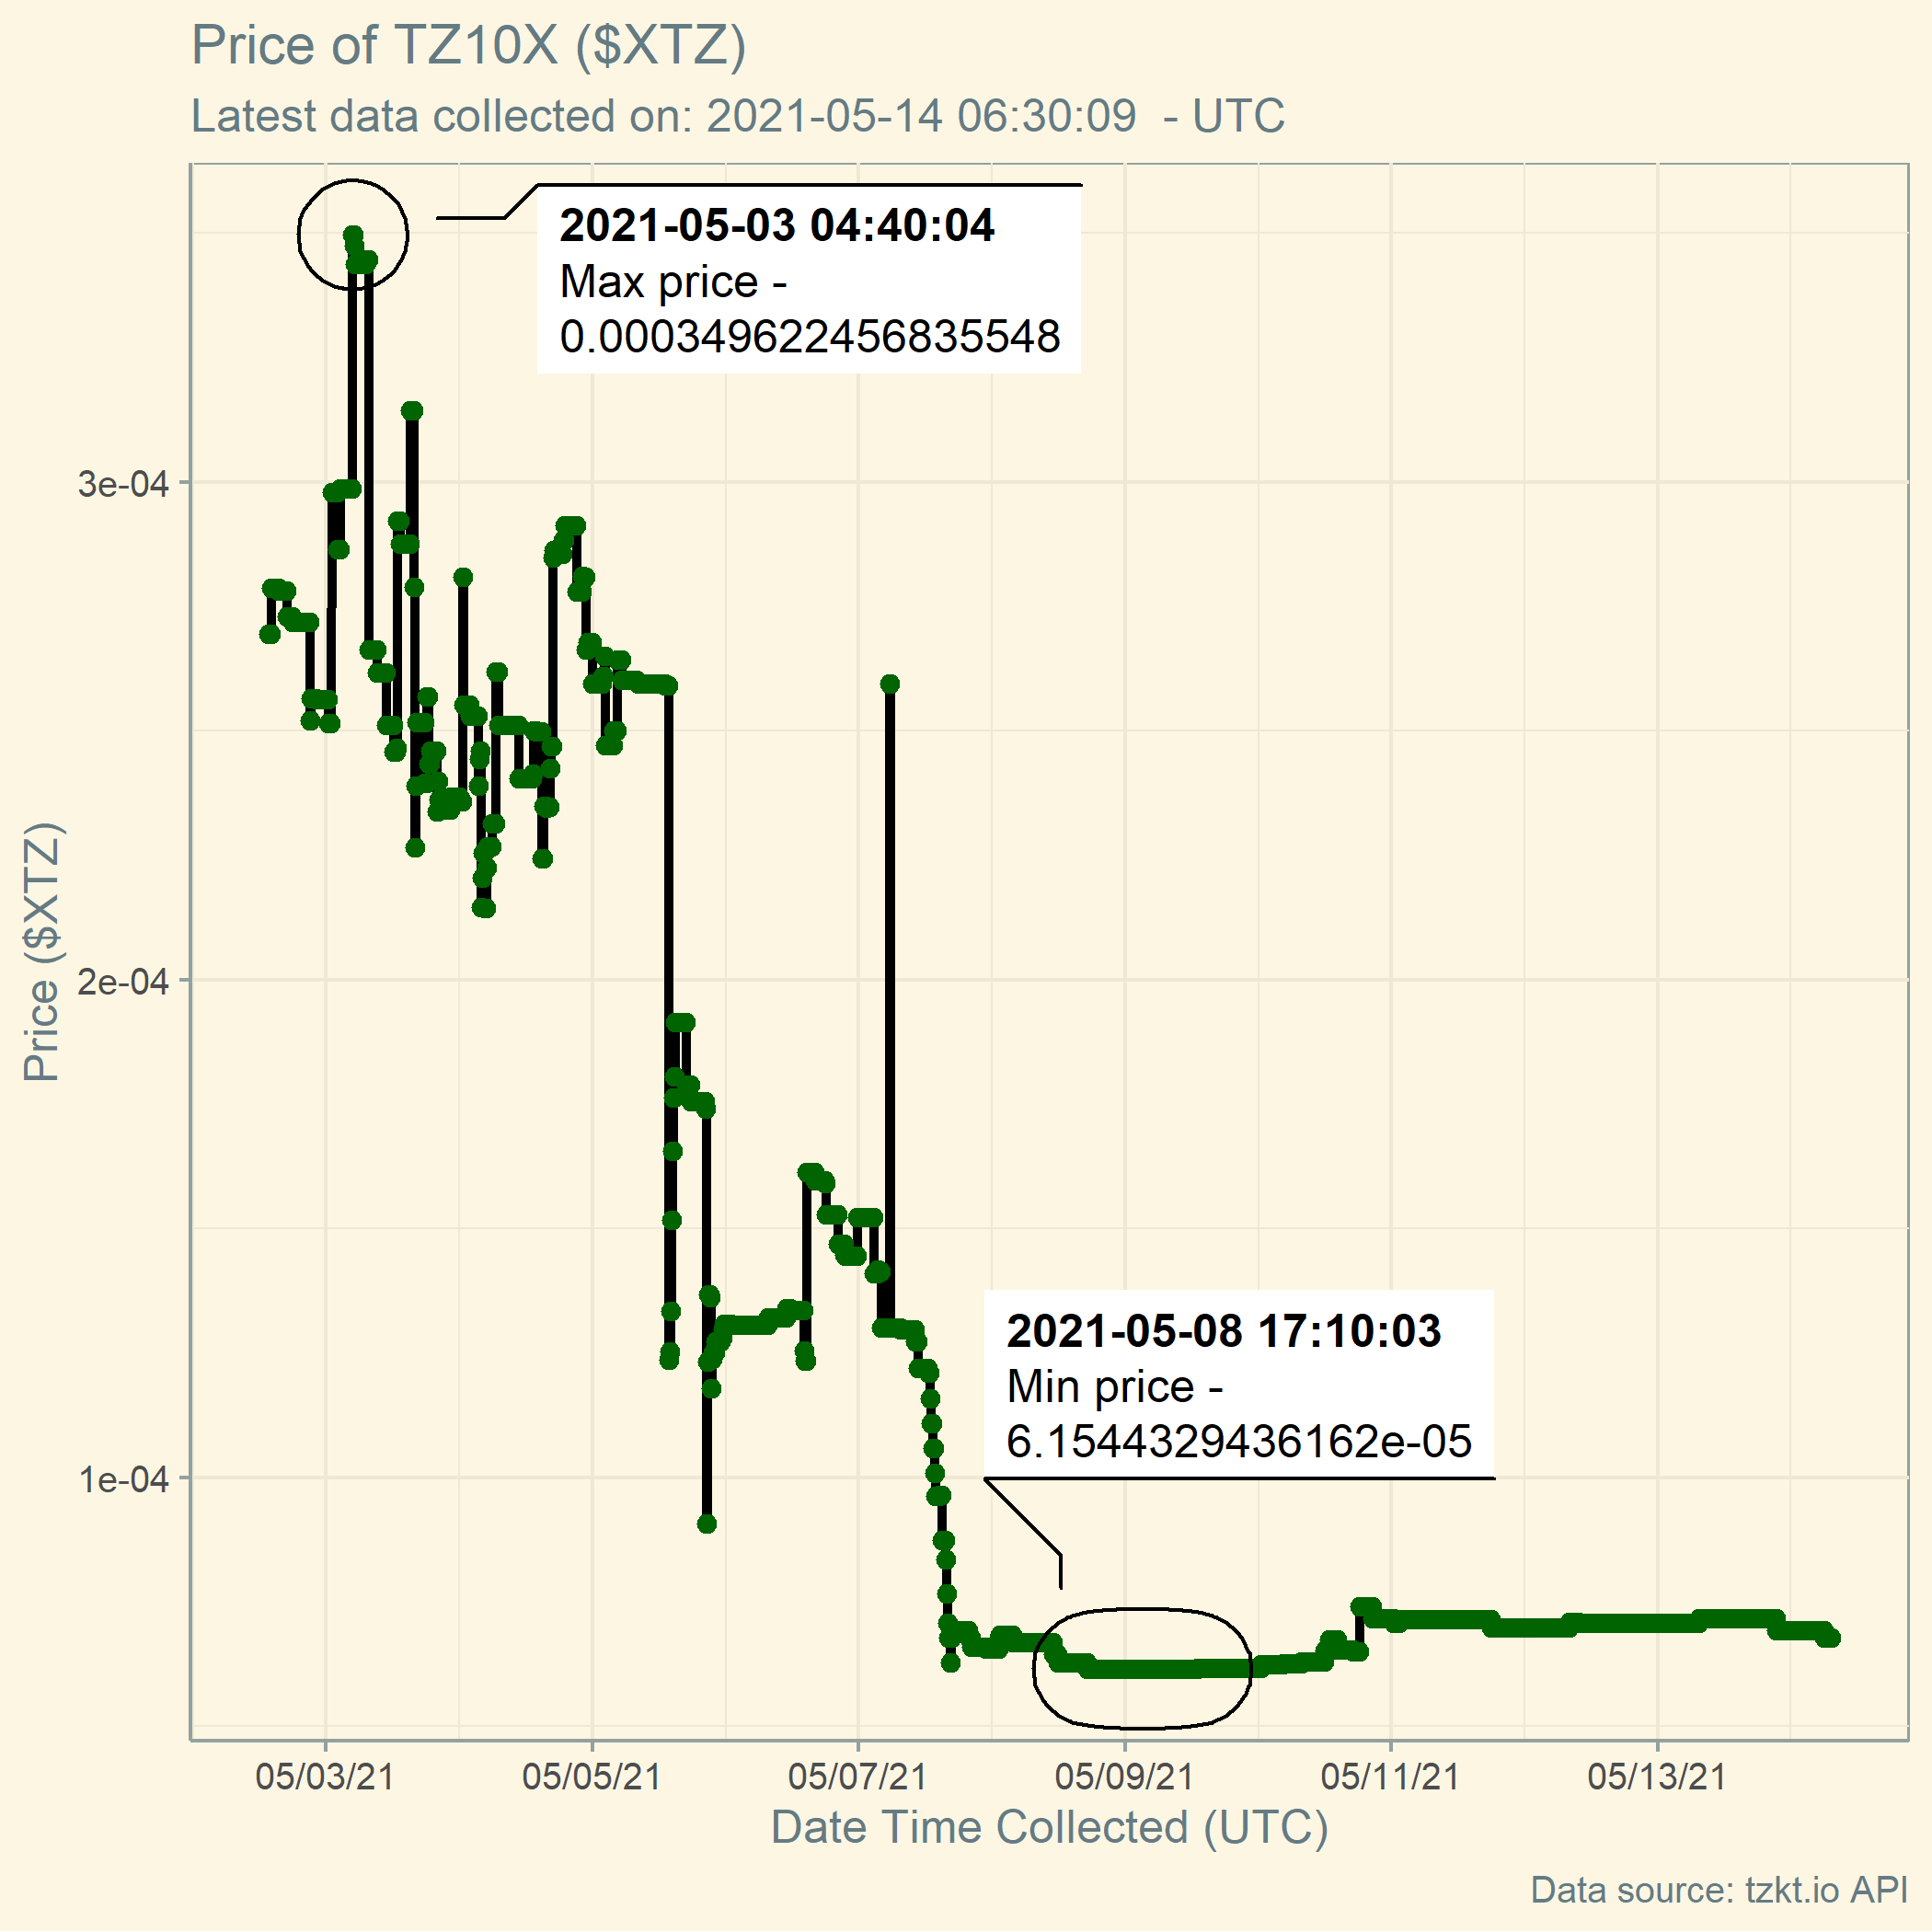 Price of TZ10X ($XTZ)
Latest data collected on: 2021-05-14 06:30:09  - UTC
2021-05-03 04:40:04
Max price -
0.000349622456835548
3e-04
2e-04
1e-04
Price ($XTZ)
2021-05-08 17:10:03
Min price -
6.1544329436162e-05
05/03/21
05/05/21
05/07/21
05/09/21
05/11/21
05/13/21
Date Time Collected (UTC)
Data source: tzkt.io API